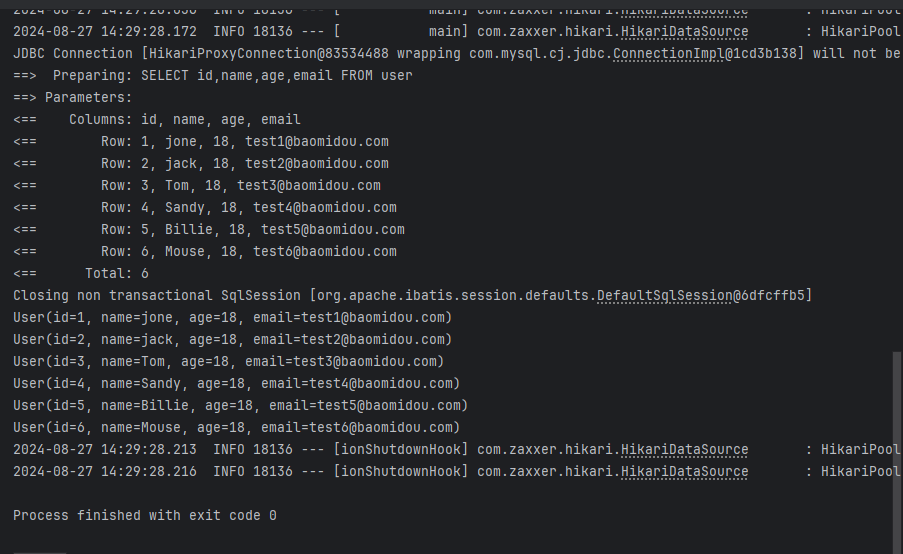 2024-08-27 14:29:28.030  INFO 18136 --- [           main] com.zaxxer.hikari.HikariDataSource       : HikariPool
2024-08-27 14:29:28.172  INFO 18136 --- [           main] com.zaxxer.hikari.HikariDataSource       : HikariPool
JDBC Connection [HikariProxyConnection@83534488 wrapping com.mysql.cj.jdbc.ConnectionImpl@1cd3b138] will not be
==>  Preparing: SELECT id,name,age,email FROM user
==> Parameters:
<==    Columns: id, name, age, email
<==        Row: 1, jone, 18, test1@baomidou.com
<==        Row: 2, jack, 18, test2@baomidou.com
<==        Row: 3, Tom, 18, test3@baomidou.com
<==        Row: 4, Sandy, 18, test4@baomidou.com
<==        Row: 5, Billie, 18, test5@baomidou.com
<==        Row: 6, Mouse, 18, test6@baomidou.com
<==      Total: 6
Closing non transactional SqlSession [org.apache.ibatis.session.defaults.DefaultSqlSession@6dfcffb5]
User(id=1, name=jone, age=18, email=test1@baomidou.com)
User(id=2, name=jack, age=18, email=test2@baomidou.com)
User(id=3, name=Tom, age=18, email=test3@baomidou.com)
User(id=4, name=Sandy, age=18, email=test4@baomidou.com)
User(id=5, name=Billie, age=18, email=test5@baomidou.com)
User(id=6, name=Mouse, age=18, email=test6@baomidou.com)
2024-08-27 14:29:28.213  INFO 18136 --- [ionShutdownHook] com.zaxxer.hikari.HikariDataSource       : HikariPool
2024-08-27 14:29:28.216  INFO 18136 --- [ionShutdownHook] com.zaxxer.hikari.HikariDataSource       : HikariPool
Process finished with exit code 0